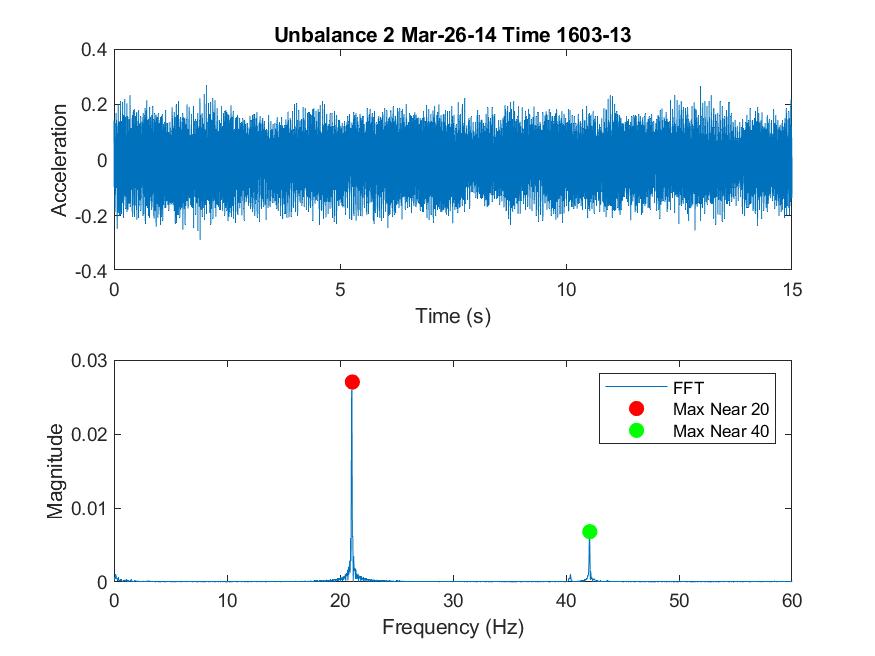 Unbalance 2 Mar-26-14 Time 1603-13
0.4
0.2
0
-0.2
-0.4
Acceleration
0 5 10 15
Time (s)
0.03
0.02
0.01
0
Magnitude
FFT
Max Near 20
Max Near 40
0 10 20 30 40 50 60
Frequency (Hz)